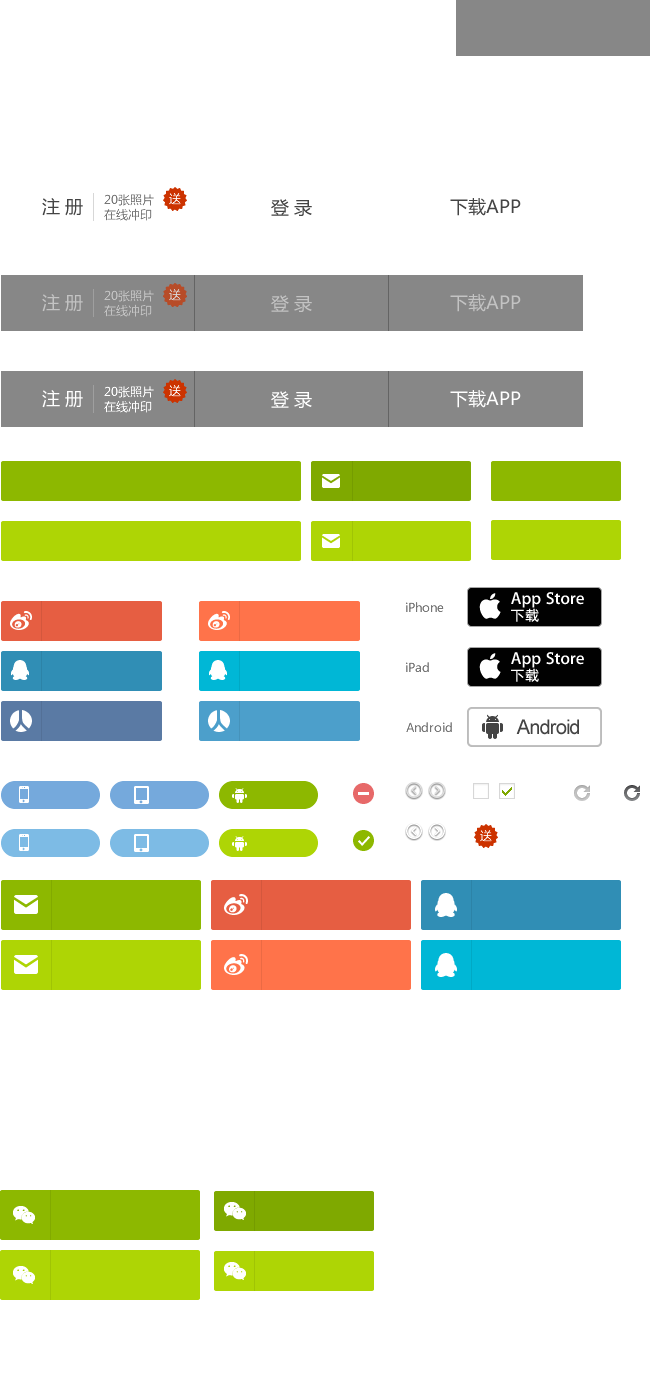 注 册
20张照片
在线冲印
送
登 录
下载APP
注 册
20张照片
在线冲印
送
登 录
下载APP
注 册
20张照片
在线冲印
送
登 录
下载APP
iPhone
App Store
下载
iPad
App Store
下载
Android
Android
送